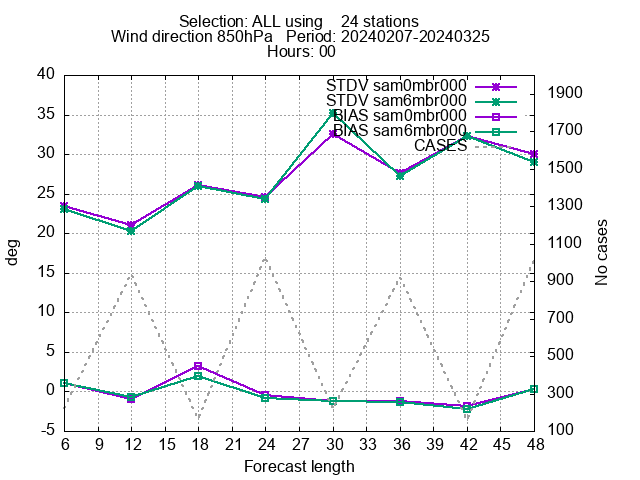 Selection: ALL using 24 stations
Wind direction 850hPa Period: 20240207-20240325
Hours: 00
STDV sam0mbr000
STDV sam6mbr000
BIAS sam0mbr000
BIAS sam6mbr000
CASES
40
35
30
25
20
15
10
5
0
-5
deg
1900
1700
1500
1300
1100
900
700
500
300
100
No cases
6 9 12 15 18 21 24 27 30 33 36 39 42 45 48
Forecast length